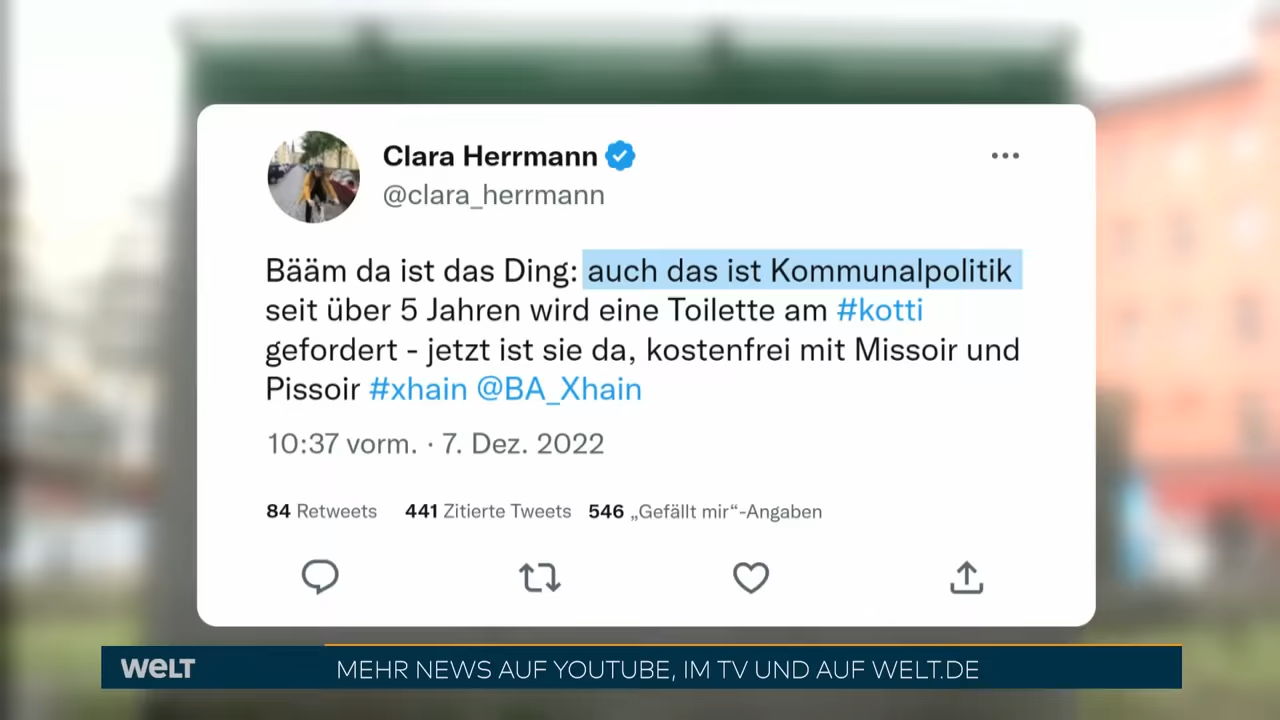 Clara Herrmann
@clara_herrmann
Bääm da ist das Ding: auch das ist Kommunalpolitik
seit über 5 Jahren wird eine Toilette am #kotti
gefordert - jetzt ist sie da, kostenfrei mit Missoir und
Pissoir #xhain @BA_Xhain
10:37 vorm. · 7. Dez. 2022
84 Retweets 441 Zitierte Tweets 546 „Gefällt mir“-Angaben
WELT MEHR NEWS AUF YOUTUBE, IM TV UND AUF WELT.DE